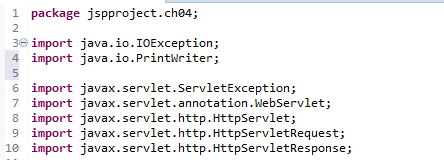 1 package jspproject.ch04;
2
3 import java.io.IOException;
4 import java.io.PrintWriter;
5
6 import javax.servlet.ServletException;
7 import javax.servlet.annotation.WebServlet;
8 import javax.servlet.http.HttpServlet;
9 import javax.servlet.http.HttpServletRequest;
10 import javax.servlet.http.HttpServletResponse;